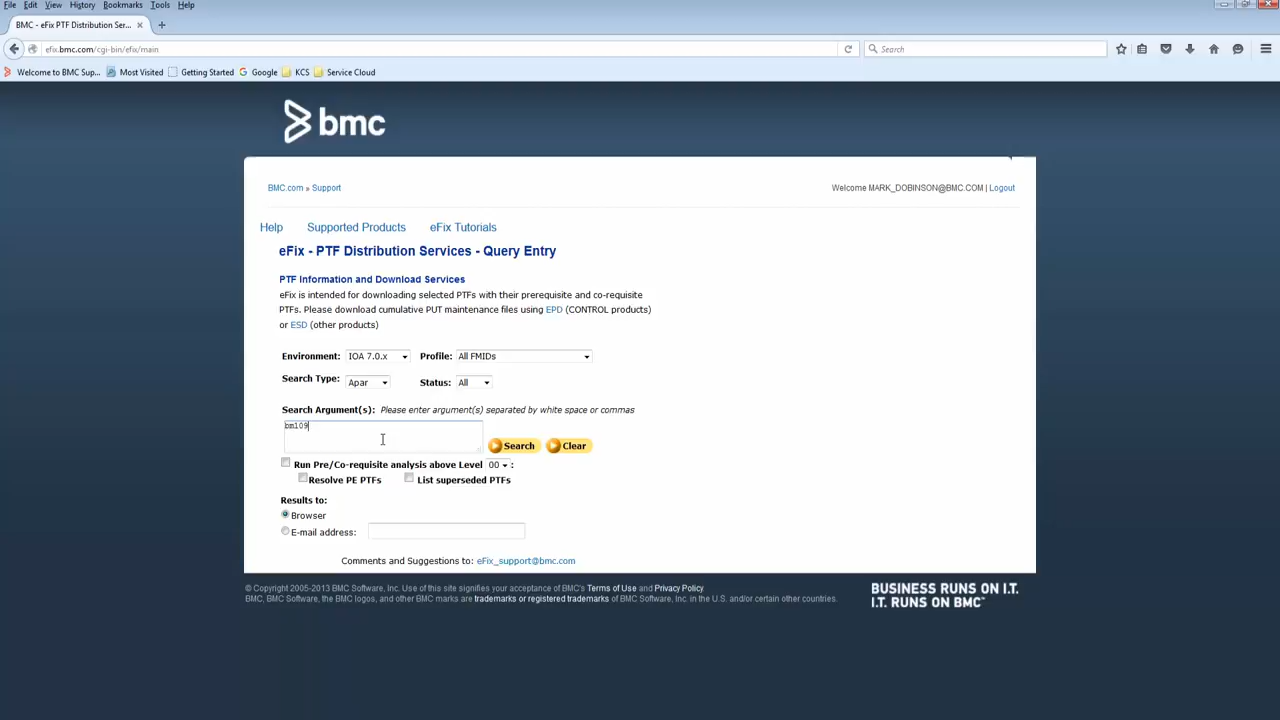 File Edit View History Bookmarks Tools Help
BMC - eFix PTF Distribution Ser... × +
efix.bmc.com/cgi-bin/efix/main Search
Welcome to BMC Sup... Most Visited Getting Started Google KCS Service Cloud
bmc
BMC.com » Support Welcome MARK_DOBINSON@BMC.COM | Logout
Help Supported Products eFix Tutorials
eFix - PTF Distribution Services - Query Entry
PTF Information and Download Services
eFix is intended for downloading selected PTFs with their prerequisite and co-requisite
PTFs. Please download cumulative PUT maintenance files using EPD (CONTROL products)
or ESD (other products)
Environment: IOA 7.0.x Profile: All FMIDs
Search Type: Apar Status: All
Search Argument(s): Please enter argument(s) separated by white space or commas
bm109
Search Clear
Run Pre/Co-requisite analysis above Level 00 :
Resolve PE PTFs List superseded PTFs
Results to:
Browser
E-mail address:
Comments and Suggestions to: eFix_support@bmc.com
© Copyright 2005-2013 BMC Software, Inc. Use of this site signifies your acceptance of BMC's Terms of Use and Privacy Policy
BMC, BMC Software, the BMC logos, and other BMC marks are trademarks or registered trademarks of BMC Software, Inc. in the U.S. and/or certain other countries.
BUSINESS RUNS ON I.T.
I.T. RUNS ON BMC™